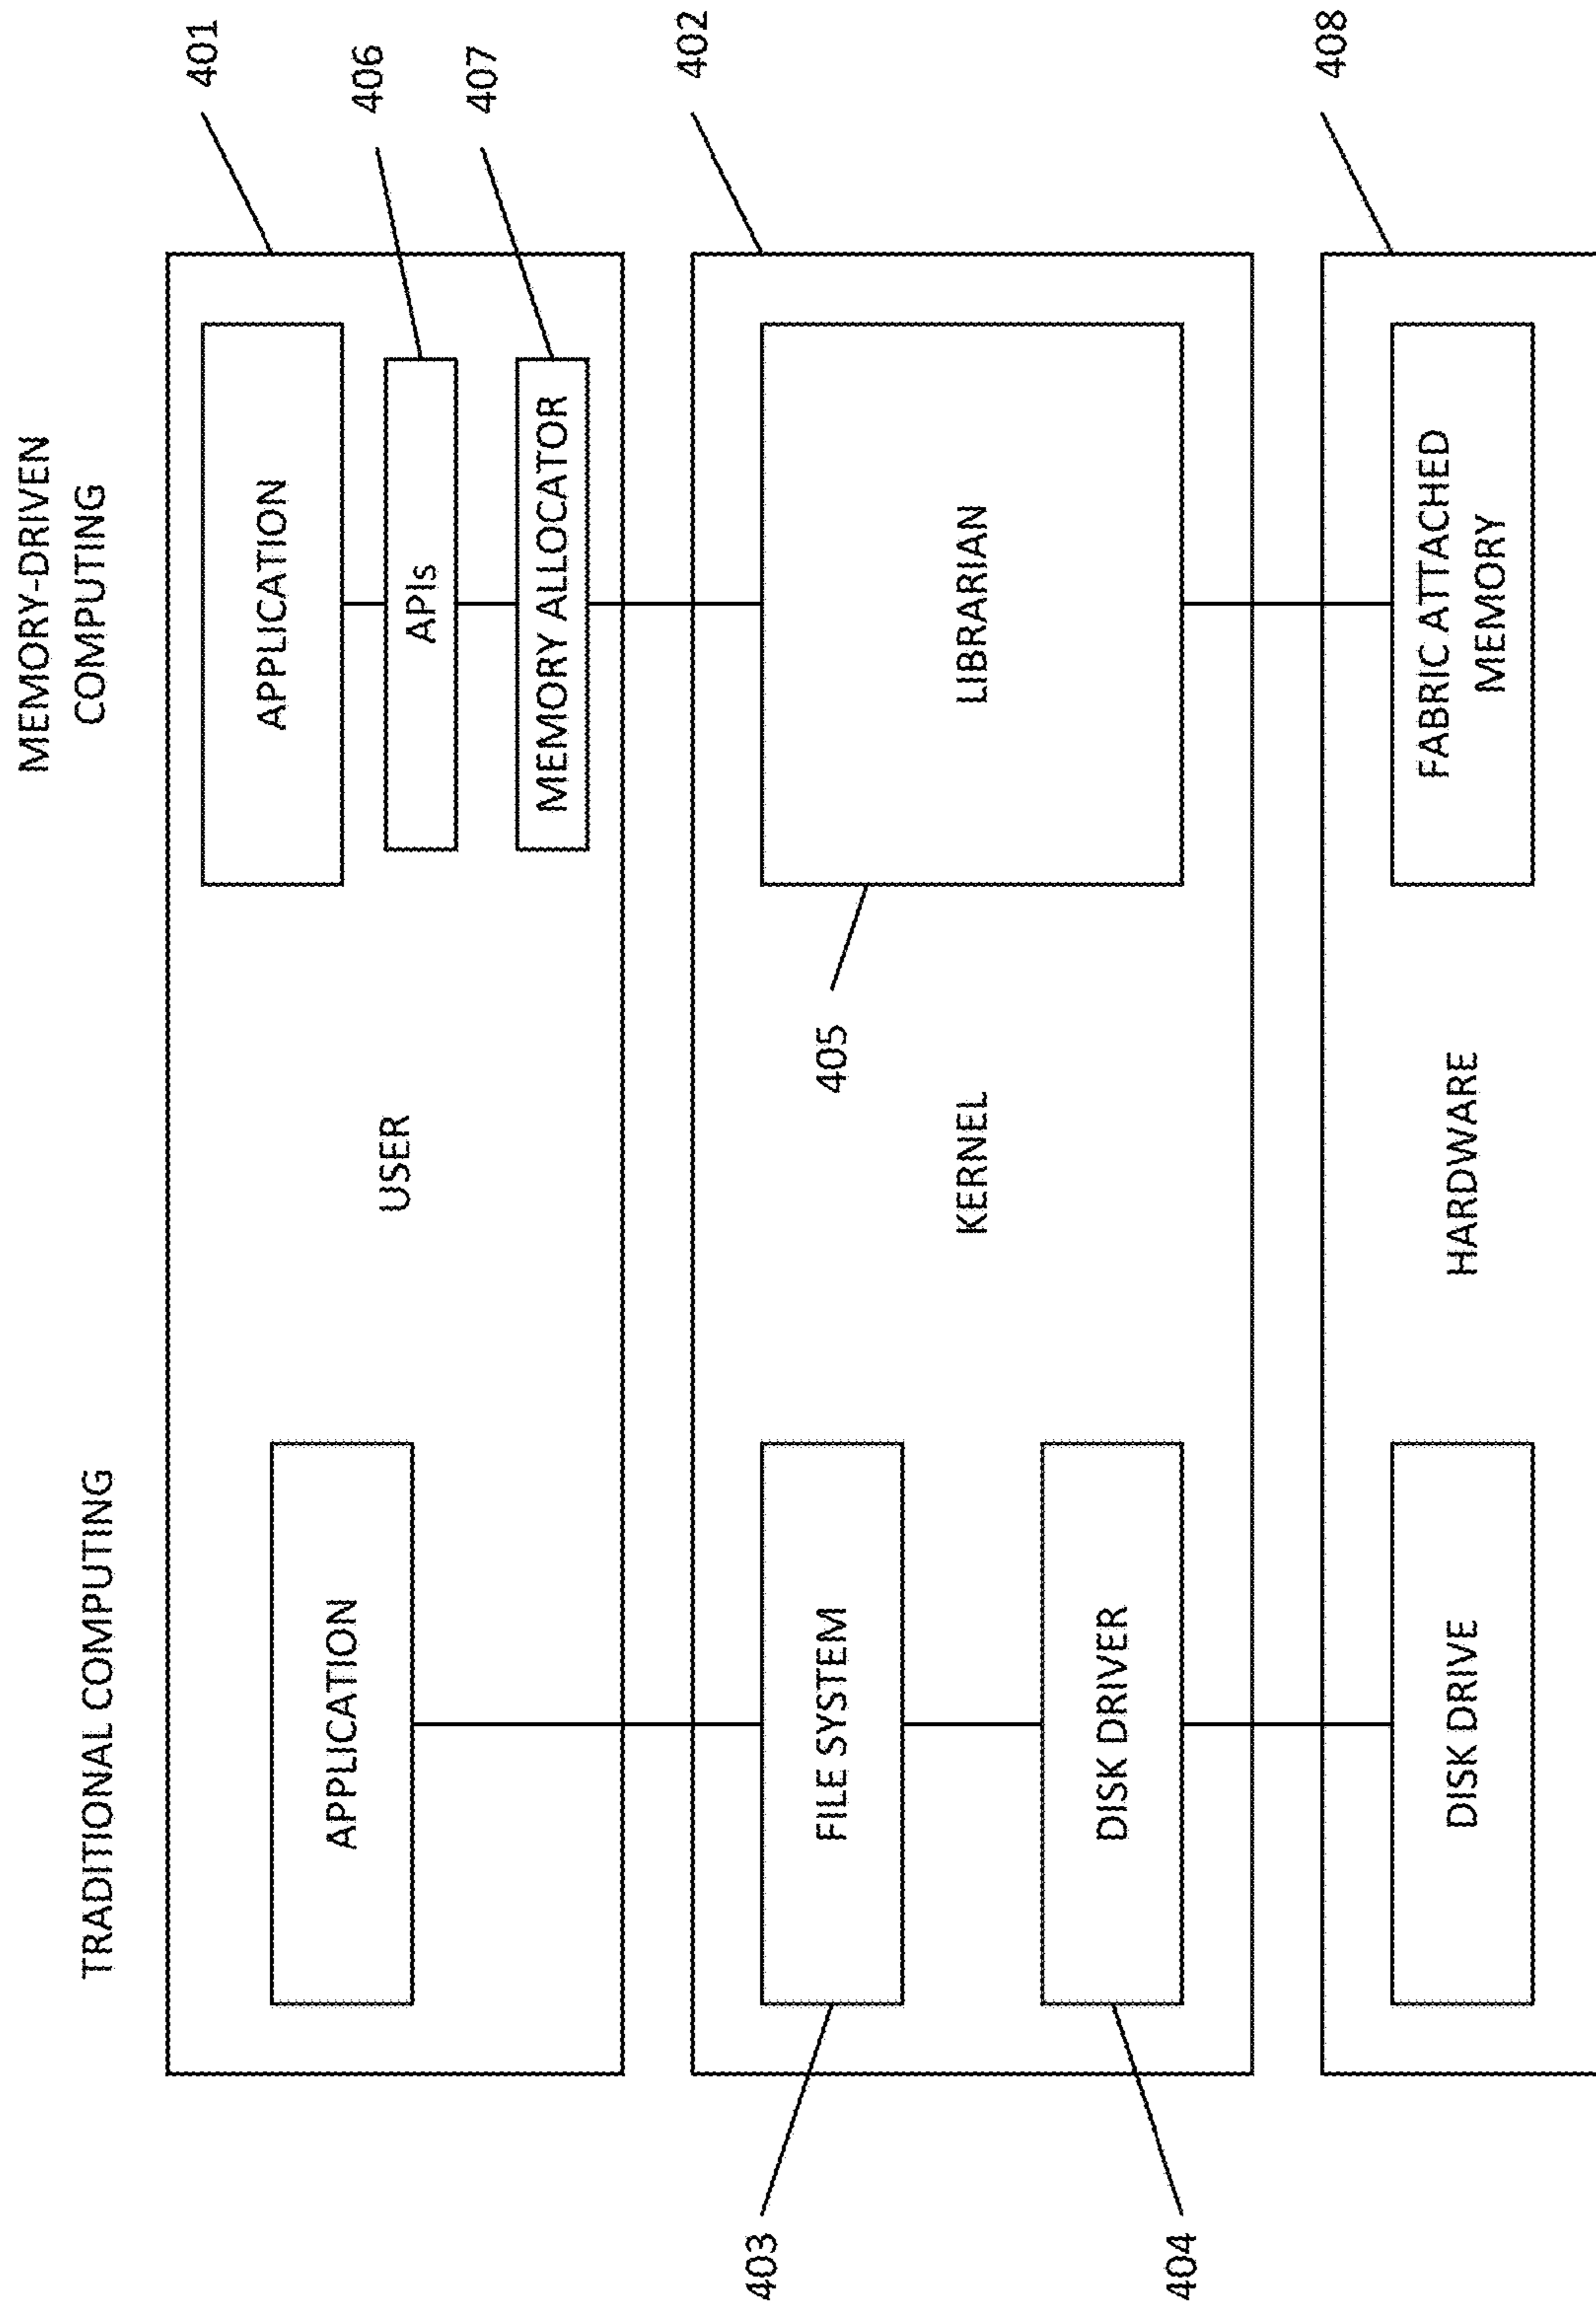 TRADITIONAL COMPUTING
MEMORY-DRIVEN
COMPUTING
401
APPLICATION
USER
APPLICATION
406
APIs
407
MEMORY ALLOCATOR
402
403
FILE SYSTEM
KERNEL
405
LIBRARIAN
404
DISK DRIVER
408
DISK DRIVE
HARDWARE
FABRIC ATTACHED
MEMORY